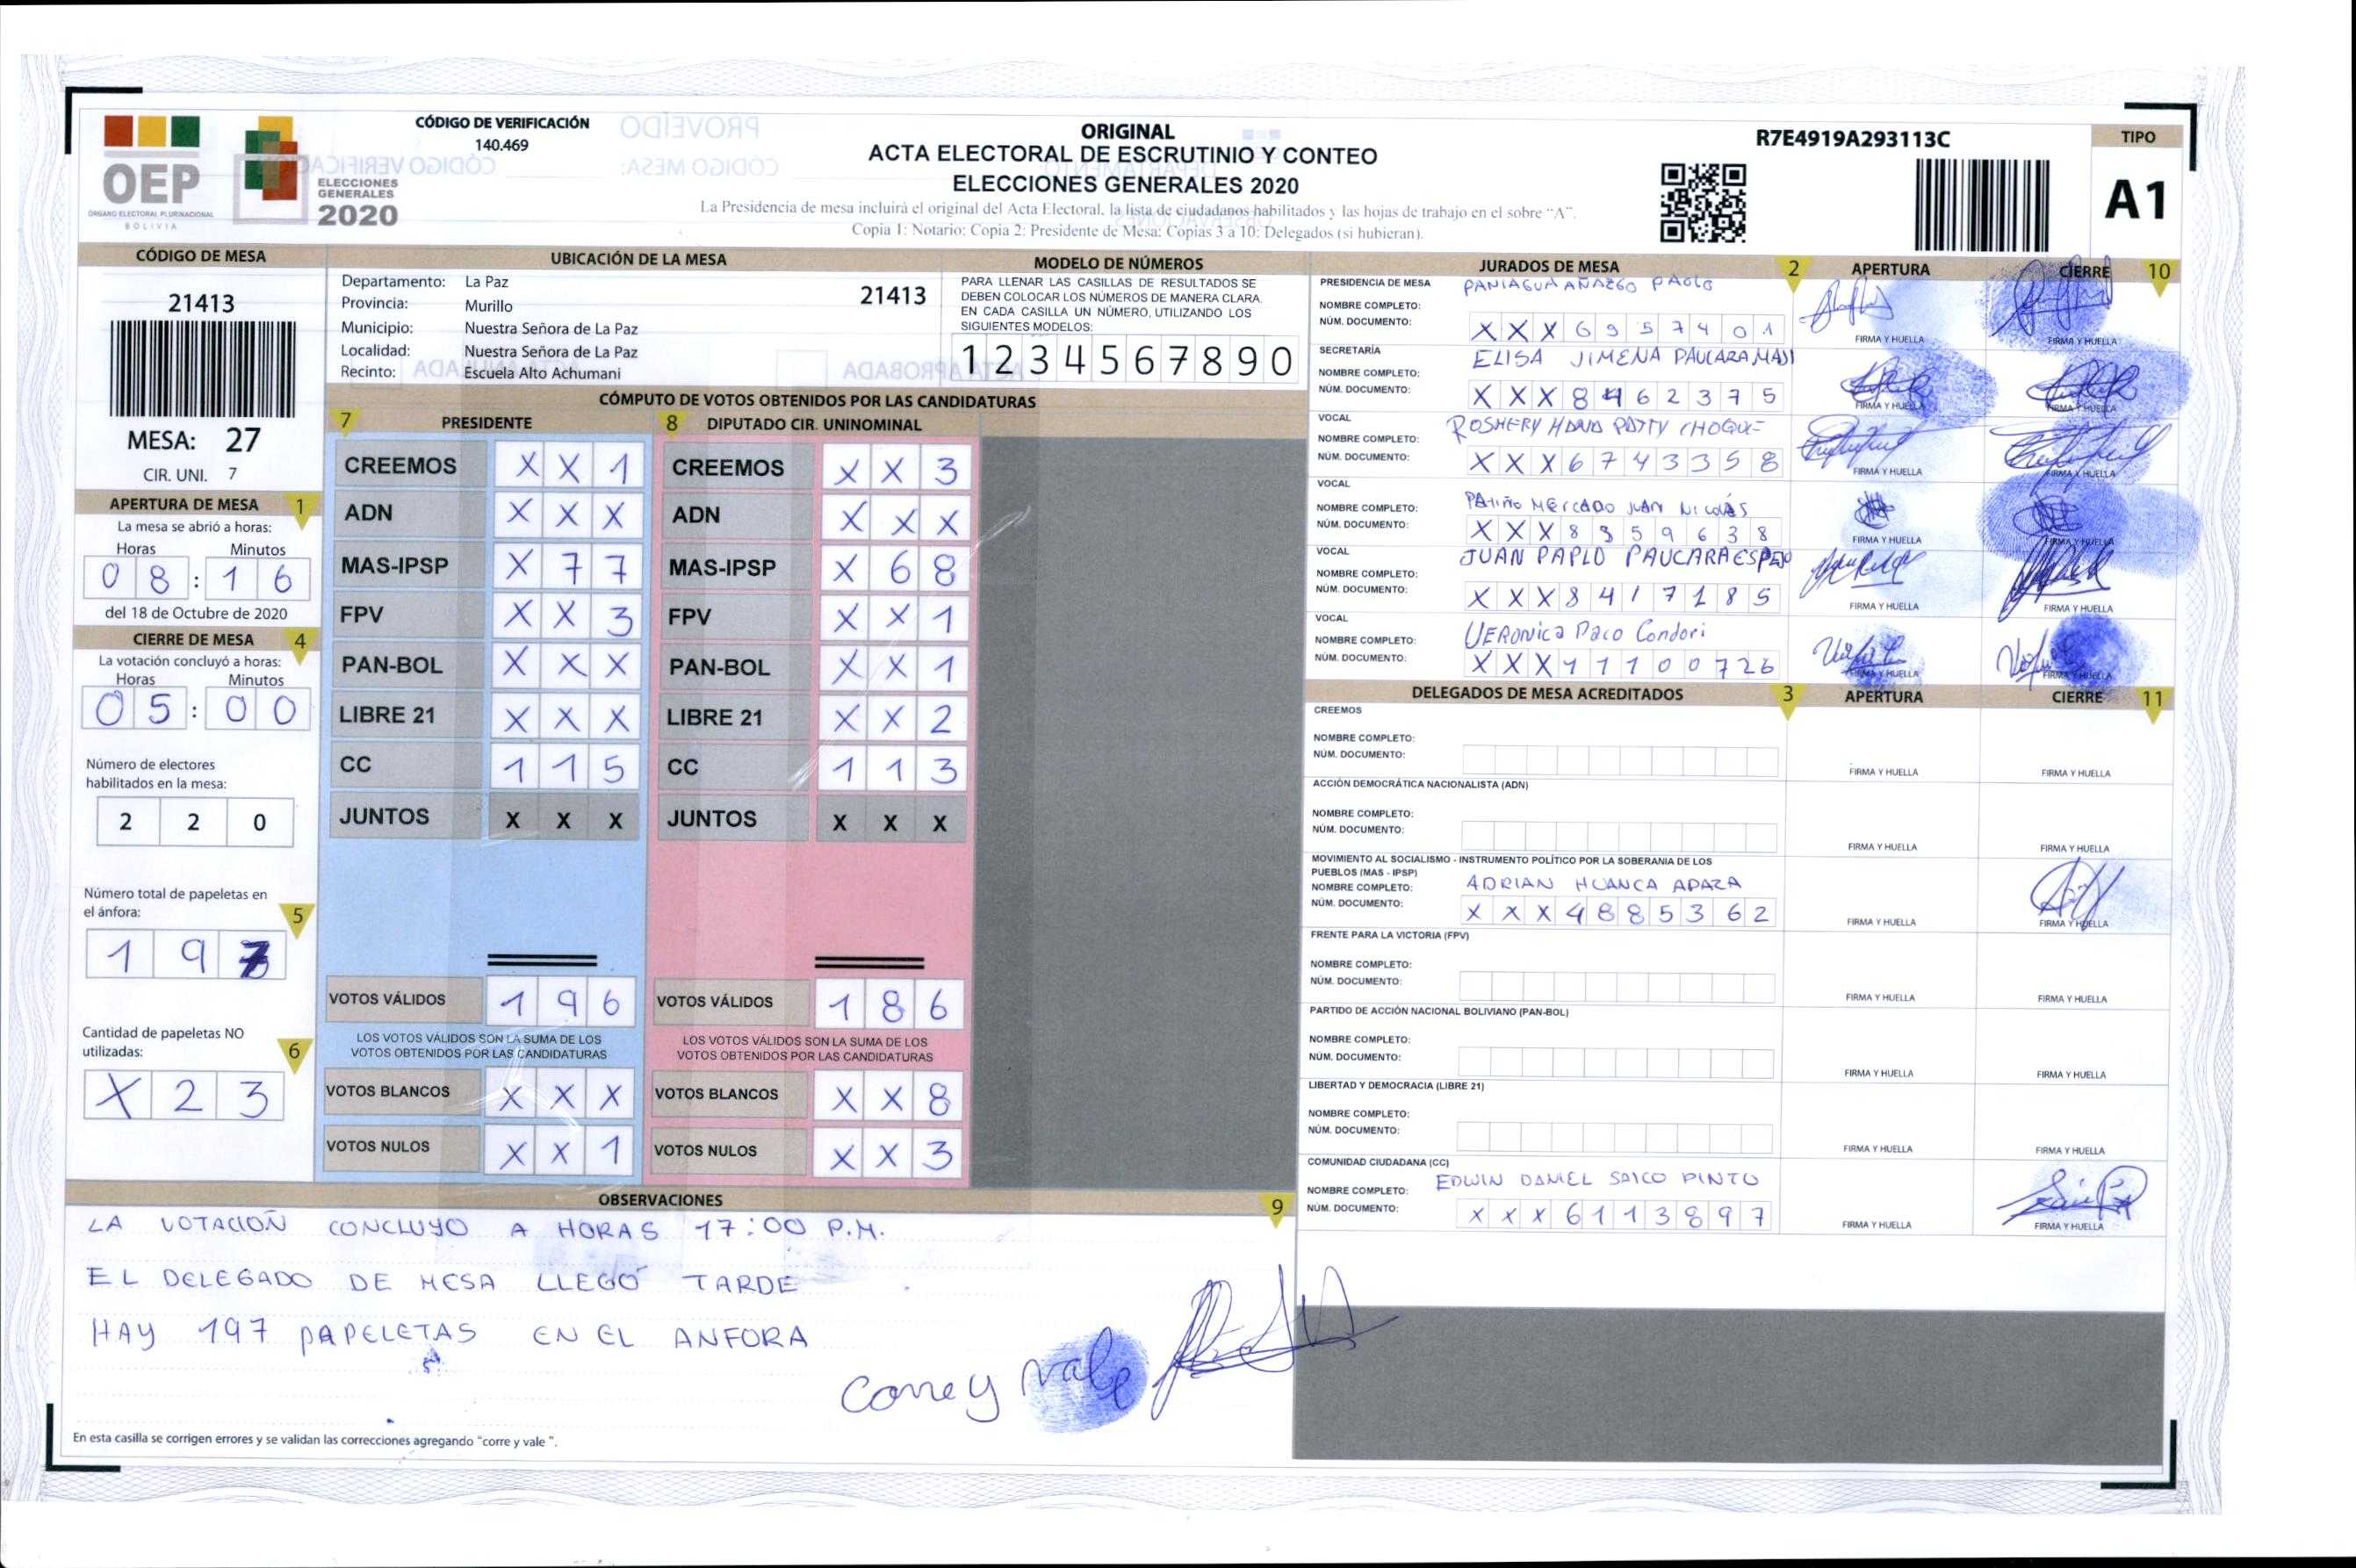 CÓDIGO DE VERIFICACIÓN
140.469
PROVEÍDO
CÓDIGO MESA:
CÓDIGO VERIFICACIÓN
OEP
ÓRGANO ELECTORAL PLURINACIONAL
BOLIVIA
ELECCIONES
GENERALES
2020
ORIGINAL
ACTA ELECTORAL DE ESCRUTINIO Y CONTEO
ELECCIONES GENERALES 2020
La Presidencia de mesa incluirá el original del Acta Electoral, la lista de ciudadanos habilitados y las hojas de trabajo en el sobre "A".
Copia 1: Notario; Copia 2: Presidente de Mesa; Copias 3 a 10: Delegados (si hubieran).
R7E4919A293113C
TIPO
A1
CÓDIGO DE MESA
21413
MESA: 27
CIR. UNI. 7
UBICACIÓN DE LA MESA
Departamento: La Paz
21413
Provincia: Murillo
Municipio: Nuestra Señora de La Paz
Localidad: Nuestra Señora de La Paz
Recinto: Escuela Alto Achumani
MODELO DE NÚMEROS
PARA LLENAR LAS CASILLAS DE RESULTADOS SE
DEBEN COLOCAR LOS NÚMEROS DE MANERA CLARA.
EN CADA CASILLA UN NÚMERO, UTILIZANDO LOS
SIGUIENTES MODELOS:
1 2 3 4 5 6 7 8 9 0
APERTURA DE MESA 1
La mesa se abrió a horas:
Horas Minutos
0 8 : 1 6
del 18 de Octubre de 2020
CIERRE DE MESA 4
La votación concluyó a horas:
Horas Minutos
0 5 : 0 0
Número de electores
habilitados en la mesa:
2 2 0
Número total de papeletas en
el ánfora: 5
1 9 7
Cantidad de papeletas NO
utilizadas: 6
X 2 3
CÓMPUTO DE VOTOS OBTENIDOS POR LAS CANDIDATURAS
7 PRESIDENTE
CREEMOS X X 1
ADN X X X
MAS-IPSP X 7 7
FPV X X 3
PAN-BOL X X X
LIBRE 21 X X X
CC 1 1 5
JUNTOS X X X
VOTOS VÁLIDOS 1 9 6
LOS VOTOS VÁLIDOS SON LA SUMA DE LOS
VOTOS OBTENIDOS POR LAS CANDIDATURAS
VOTOS BLANCOS X X X
VOTOS NULOS X X 1
8 DIPUTADO CIR. UNINOMINAL
CREEMOS X X 3
ADN X X X
MAS-IPSP X 6 8
FPV X X 1
PAN-BOL X X 1
LIBRE 21 X X 2
CC 1 1 3
JUNTOS X X X
VOTOS VÁLIDOS 1 8 6
LOS VOTOS VÁLIDOS SON LA SUMA DE LOS
VOTOS OBTENIDOS POR LAS CANDIDATURAS
VOTOS BLANCOS X X 8
VOTOS NULOS X X 3
JURADOS DE MESA 2 APERTURA CIERRE 10
PRESIDENCIA DE MESA
NOMBRE COMPLETO: PANIAGUA PAOLO
NÚM. DOCUMENTO: X X X 6 9 5 7 4 0 1
FIRMA Y HUELLA FIRMA Y HUELLA
SECRETARÍA
NOMBRE COMPLETO: ELISA JIMENA PAUCARA MASI
NÚM. DOCUMENTO: X X X 8 4 6 2 3 7 5
FIRMA Y HUELLA FIRMA Y HUELLA
VOCAL
NOMBRE COMPLETO: ROSMERY PATTY CHOQUE
NÚM. DOCUMENTO: X X X 6 7 4 3 3 5 8
FIRMA Y HUELLA FIRMA Y HUELLA
VOCAL
NOMBRE COMPLETO: PAtiño MErCADO JUAN NicolÁS
NÚM. DOCUMENTO: X X X 8 3 5 9 6 3 8
FIRMA Y HUELLA FIRMA Y HUELLA
VOCAL
NOMBRE COMPLETO: JUAN PAPLO PAUCARA ESPEJO
NÚM. DOCUMENTO: X X X 8 4 1 7 1 8 5
FIRMA Y HUELLA FIRMA Y HUELLA
VOCAL
NOMBRE COMPLETO: VERONica Paco Condori
NÚM. DOCUMENTO: X X X 1 1 1 0 0 7 2 6
FIRMA Y HUELLA FIRMA Y HUELLA
DELEGADOS DE MESA ACREDITADOS 3 APERTURA CIERRE 11
CREEMOS
NOMBRE COMPLETO:
NÚM. DOCUMENTO:
FIRMA Y HUELLA FIRMA Y HUELLA
ACCIÓN DEMOCRÁTICA NACIONALISTA (ADN)
NOMBRE COMPLETO:
NÚM. DOCUMENTO:
FIRMA Y HUELLA FIRMA Y HUELLA
MOVIMIENTO AL SOCIALISMO - INSTRUMENTO POLÍTICO POR LA SOBERANIA DE LOS
PUEBLOS (MAS - IPSP)
NOMBRE COMPLETO: ADRIAN HUANCA APAZA
NÚM. DOCUMENTO: X X X 4 8 8 5 3 6 2
FIRMA Y HUELLA FIRMA Y HUELLA
FRENTE PARA LA VICTORIA (FPV)
NOMBRE COMPLETO:
NÚM. DOCUMENTO:
FIRMA Y HUELLA FIRMA Y HUELLA
PARTIDO DE ACCIÓN NACIONAL BOLIVIANO (PAN-BOL)
NOMBRE COMPLETO:
NÚM. DOCUMENTO:
FIRMA Y HUELLA FIRMA Y HUELLA
LIBERTAD Y DEMOCRACIA (LIBRE 21)
NOMBRE COMPLETO:
NÚM. DOCUMENTO:
FIRMA Y HUELLA FIRMA Y HUELLA
COMUNIDAD CIUDADANA (CC)
NOMBRE COMPLETO: EDWIN DANIEL SAICO PINTO
NÚM. DOCUMENTO: X X X 6 1 1 3 8 9 7
FIRMA Y HUELLA FIRMA Y HUELLA
OBSERVACIONES 9
LA VOTACIOÑ CONCLUYO A HORAS 17:00 P.M.
EL DELEGADO DE MESA LLEGÓ TARDE
HAY 197 PAPELETAS EN EL ANFORA
Corre y vale
En esta casilla se corrigen errores y se validan las correcciones agregando "corre y vale ".